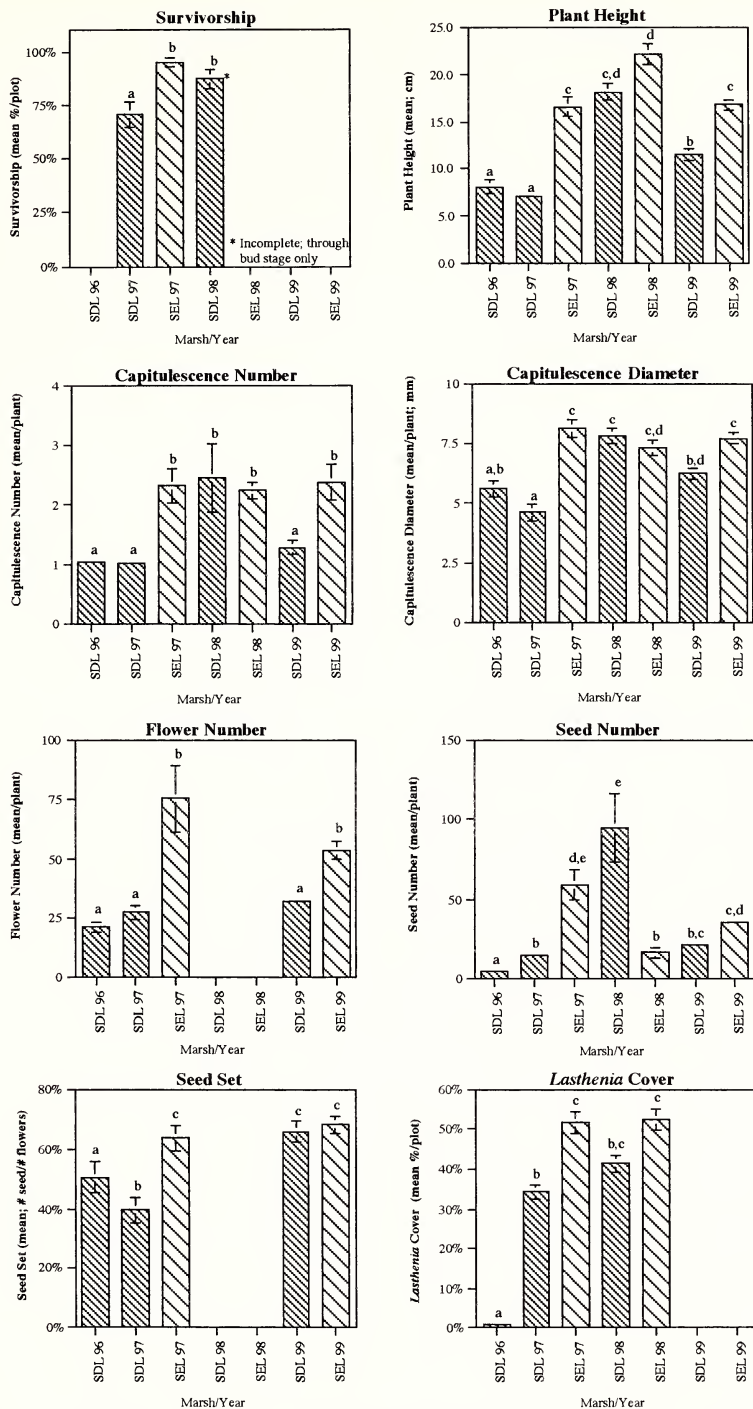 Survivorship
Survivorship (mean %/plot)
100%
75%
50%
25%
0%
a
b
b
*
* Incomplete; through
bud stage only
SDL 96
SDL 97
SEL 97
SDL 98
SEL 98
SDL 99
SEL 99
Marsh/Year
Plant Height
Plant Height (mean; cm)
25.0
20.0
15.0
10.0
5.0
0.0
a
a
c
c,d
d
b
c
SDL 96
SDL 97
SEL 97
SDL 98
SEL 98
SDL 99
SEL 99
Marsh/Year
Capitulescence Number
Capitulescence Number (mean/plant)
4
3
2
1
0
a
a
b
b
b
a
b
SDL 96
SDL 97
SEL 97
SDL 98
SEL 98
SDL 99
SEL 99
Marsh/Year
Capitulescence Diameter
Capitulescence Diameter (mean/plant; mm)
10
7.5
5
2.5
0
a,b
a
c
c
c,d
b,d
c
SDL 96
SDL 97
SEL 97
SDL 98
SEL 98
SDL 99
SEL 99
Marsh/Year
Flower Number
Flower Number (mean/plant)
100
75
50
25
0
a
a
b
a
b
SDL 96
SDL 97
SEL 97
SDL 98
SEL 98
SDL 99
SEL 99
Marsh/Year
Seed Number
Seed Number (mean/plant)
150
100
50
0
a
b
d,e
e
b
b,c
c,d
SDL 96
SDL 97
SEL 97
SDL 98
SEL 98
SDL 99
SEL 99
Marsh/Year
Seed Set
Seed Set (mean; # seed/# flowers)
80%
60%
40%
20%
0%
a
b
c
c
c
SDL 96
SDL 97
SEL 97
SDL 98
SEL 98
SDL 99
SEL 99
Marsh/Year
Lasthenia Cover
Lasthenia Cover (mean %/plot)
60%
50%
40%
30%
20%
10%
0%
a
b
c
b,c
c
SDL 96
SDL 97
SEL 97
SDL 98
SEL 98
SDL 99
SEL 99
Marsh/Year